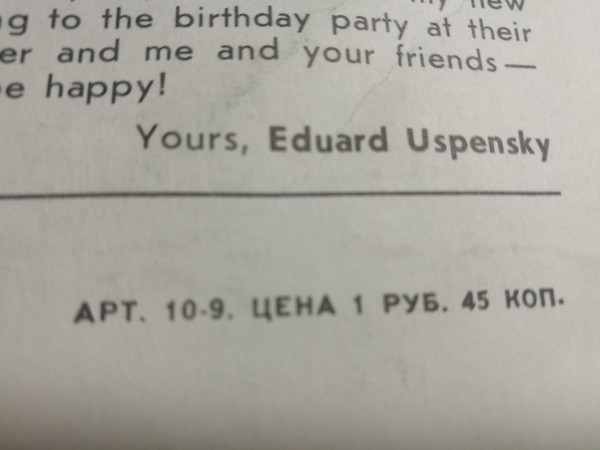 new
to the birthday party at their
and me and your friends—
happy!
Yours, Eduard Uspensky
АРТ. 10-9. ЦЕНА 1 РУБ. 45 КОП.